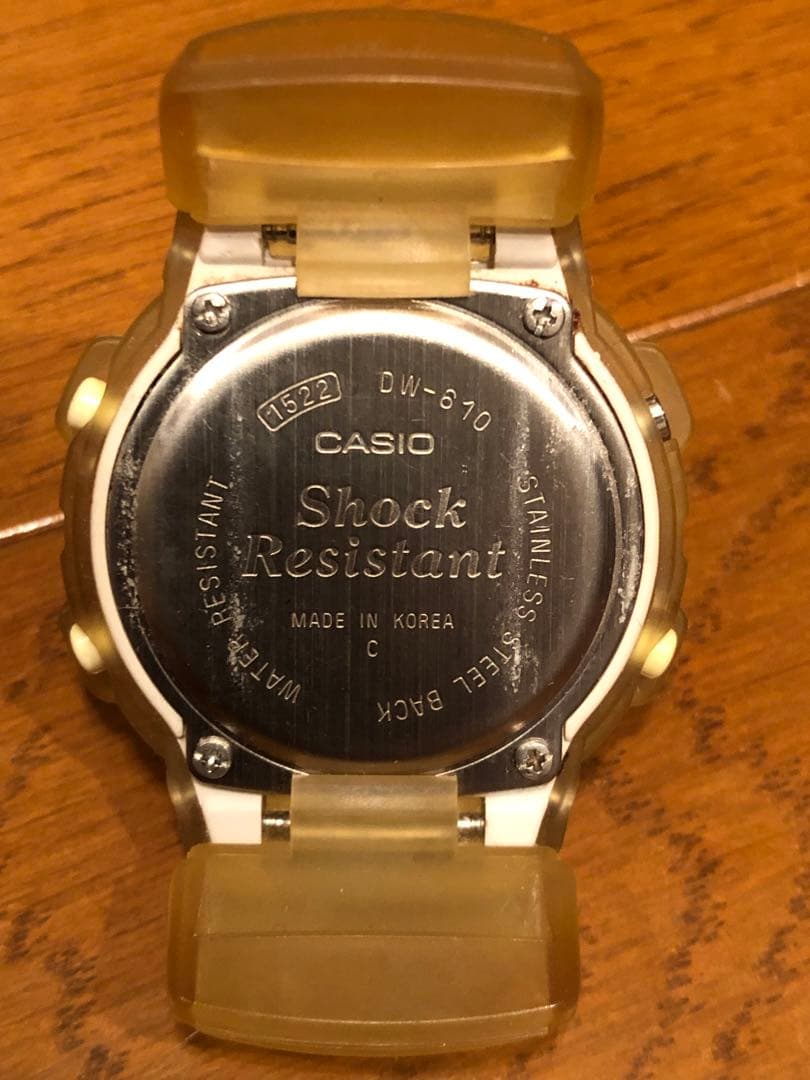 1522 DW-610
CASIO
Shock
Resistant
MADE IN KOREA
C
WATER RESISTANT
STAINLESS STEEL BACK